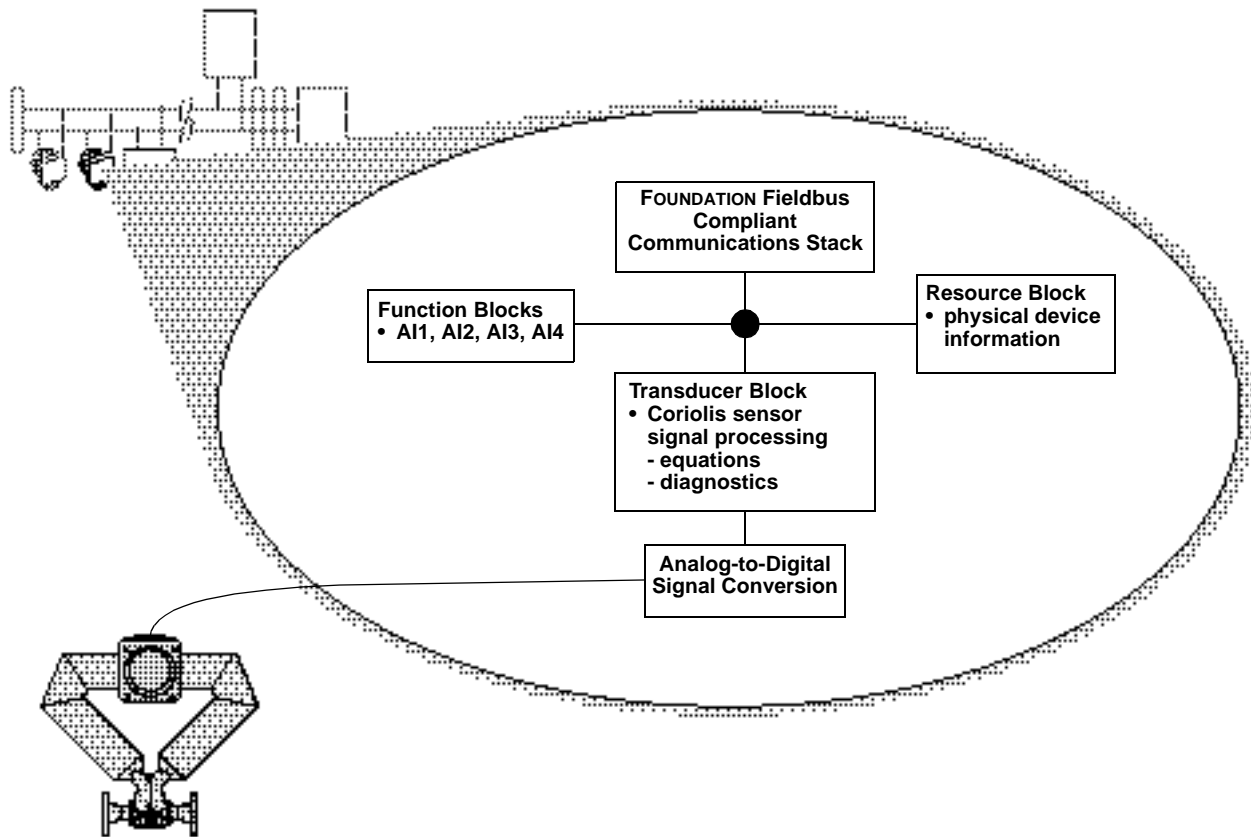 FOUNDATION Fieldbus
Compliant
Communications Stack
Function Blocks
• AI1, AI2, AI3, AI4
Resource Block
• physical device
information
Transducer Block
• Coriolis sensor
signal processing
- equations
- diagnostics
Analog-to-Digital
Signal Conversion